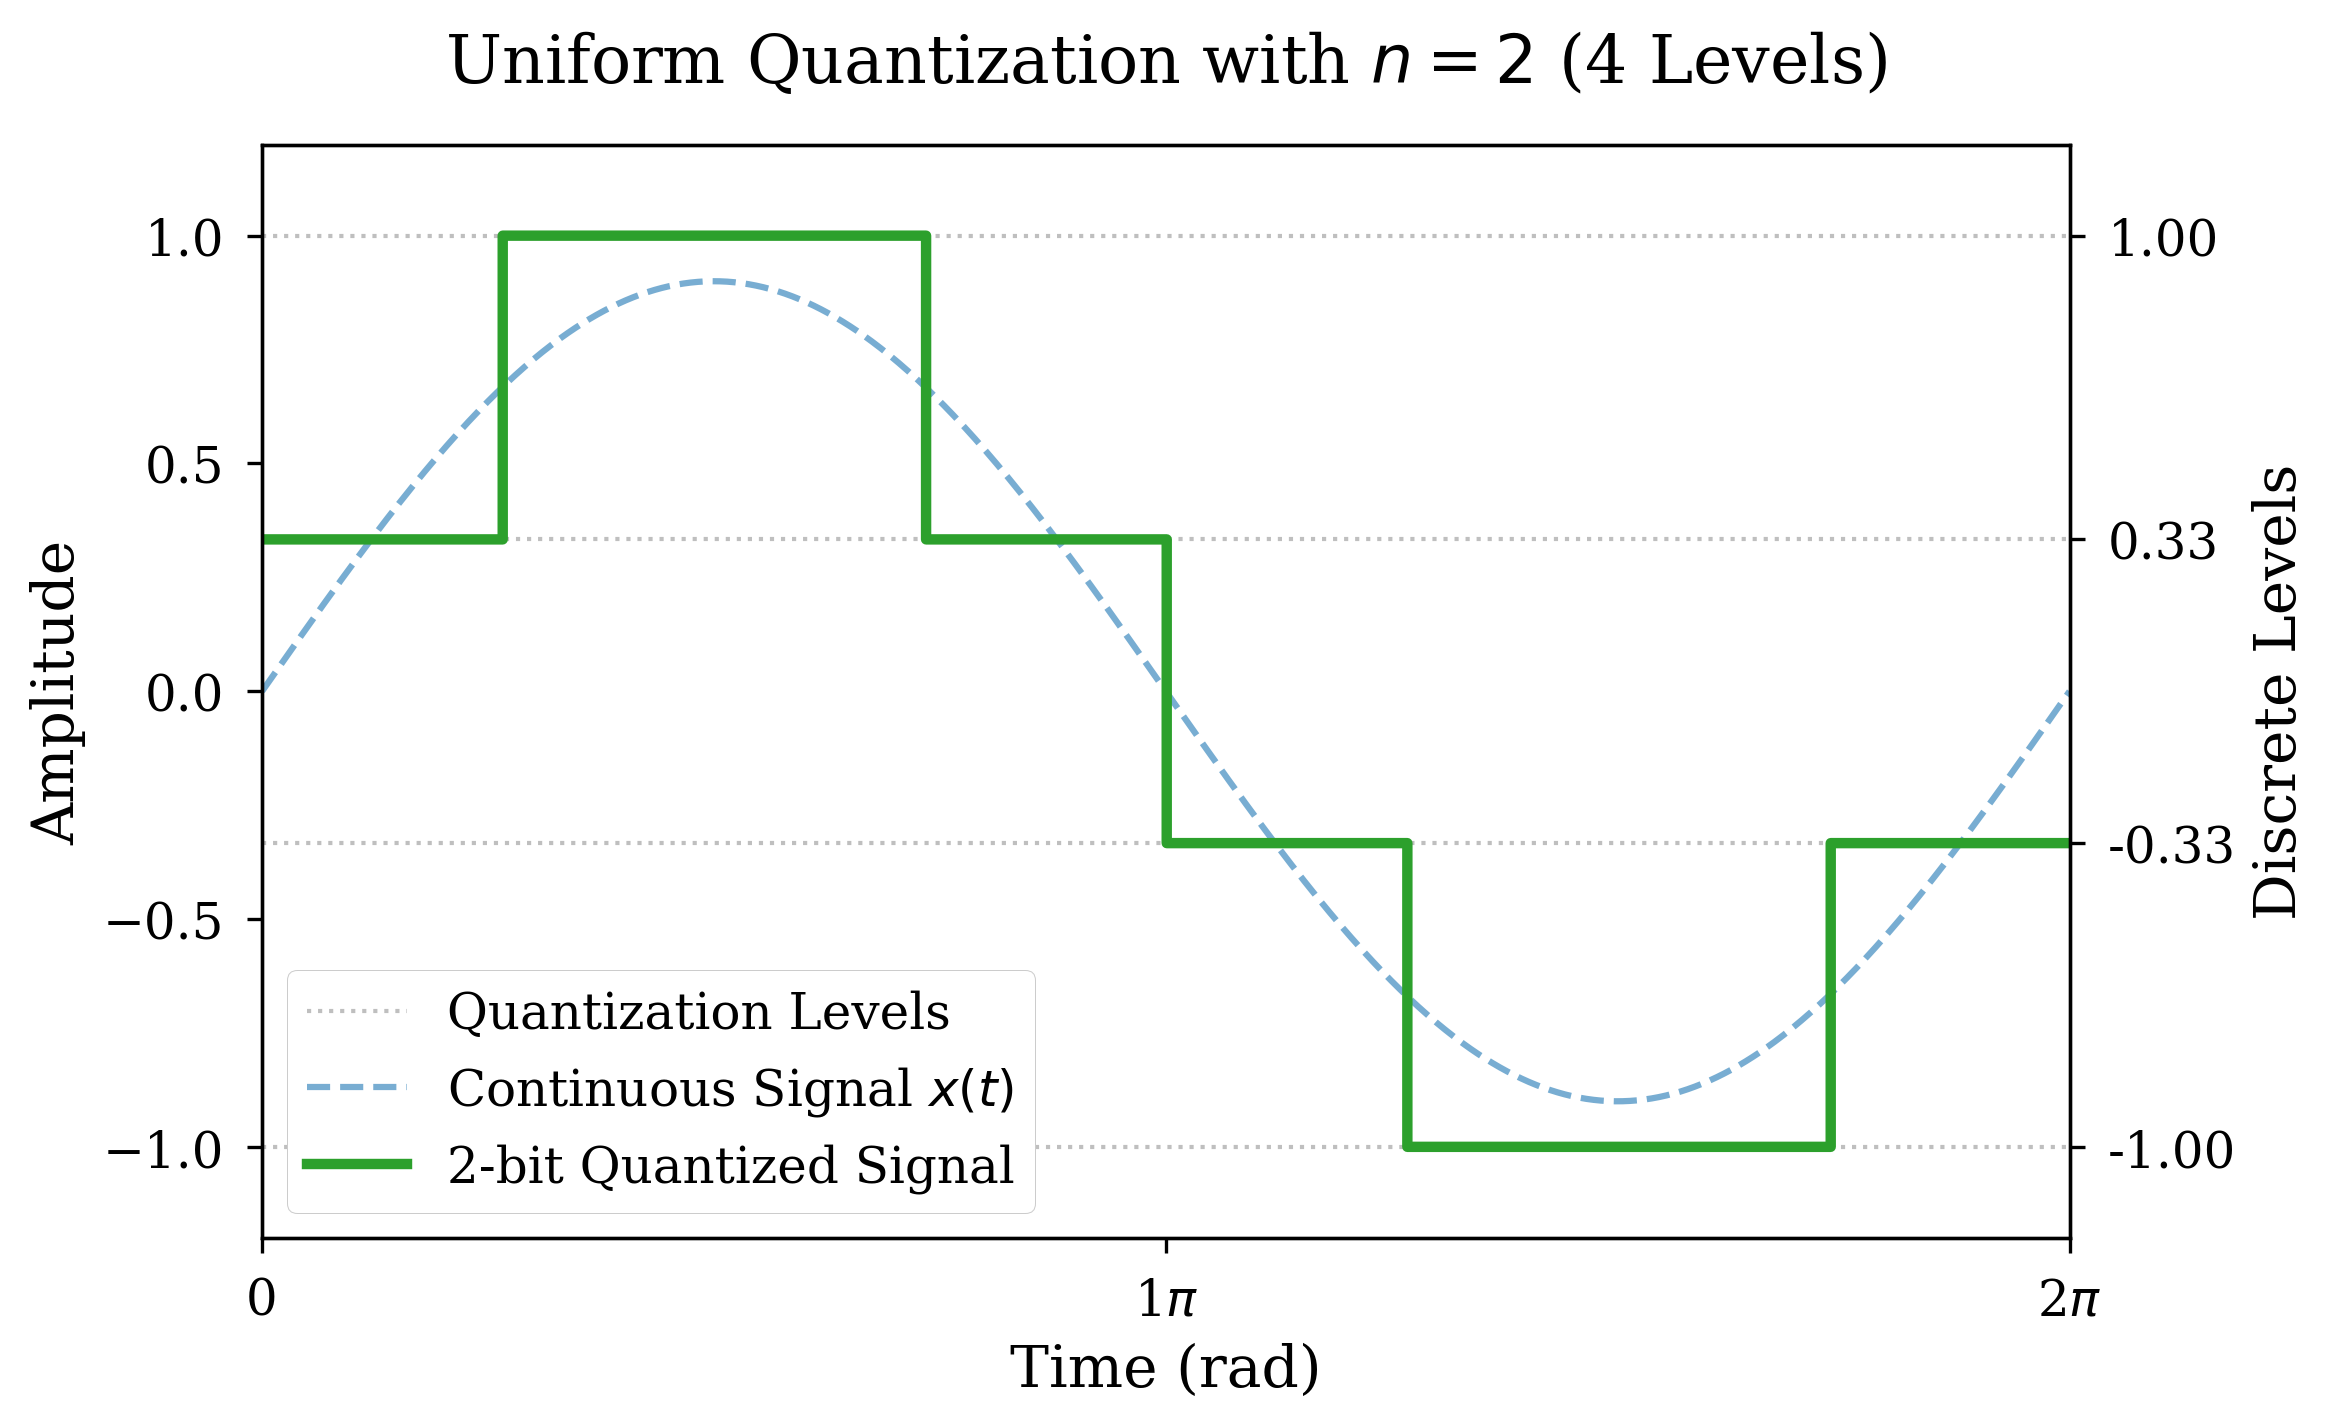 Uniform Quantization with n = 2 (4 Levels)
1.0
0.5
0.0
−0.5
−1.0
Amplitude
1.00
0.33
-0.33
-1.00
Discrete Levels
Quantization Levels
Continuous Signal x(t)
2-bit Quantized Signal
0
1π
2π
Time (rad)